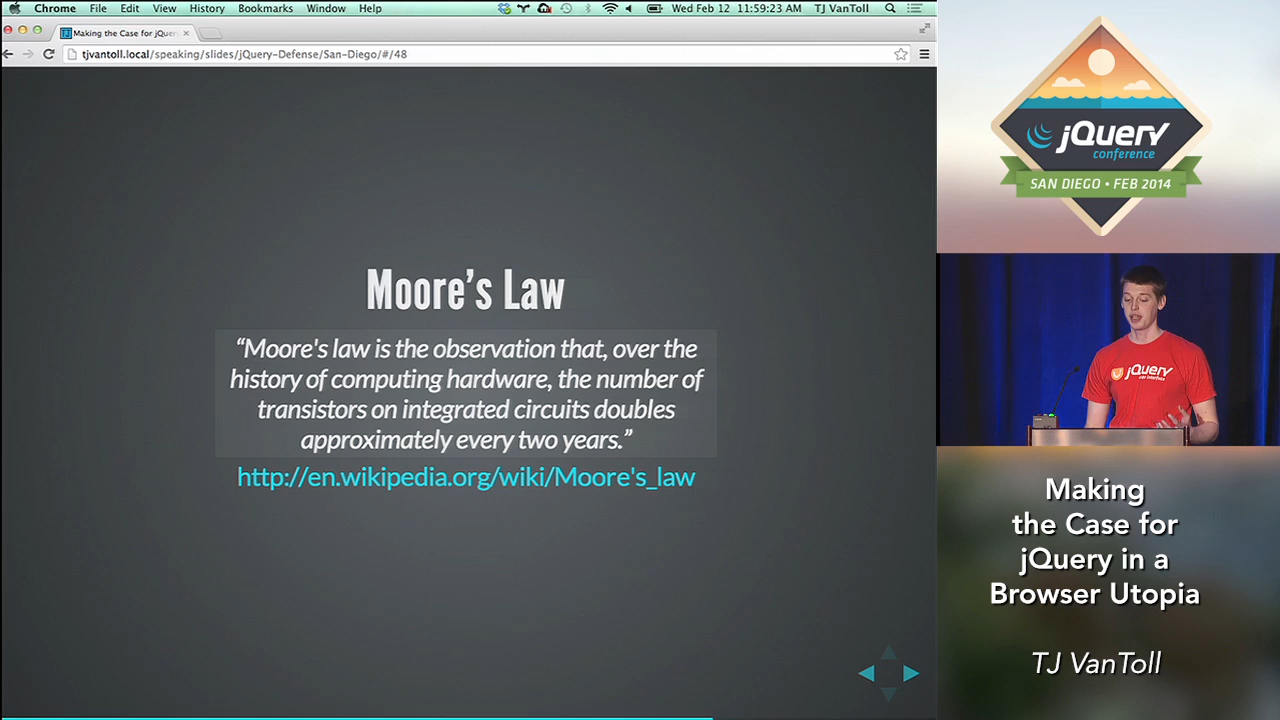 Chrome File Edit View History Bookmarks Window Help
Wed Feb 12 11:59:23 AM TJ VanToll
Making the Case for jQuery
tjvantoll.local/speaking/slides/jQuery-Defense/San-Diego/#/48
Moore’s Law
“Moore's law is the observation that, over the
history of computing hardware, the number of
transistors on integrated circuits doubles
approximately every two years.”
http://en.wikipedia.org/wiki/Moore's_law
jQuery
conference
SAN DIEGO • FEB 2014
jQuery
user interface
Making
the Case for
jQuery in a
Browser Utopia
TJ VanToll